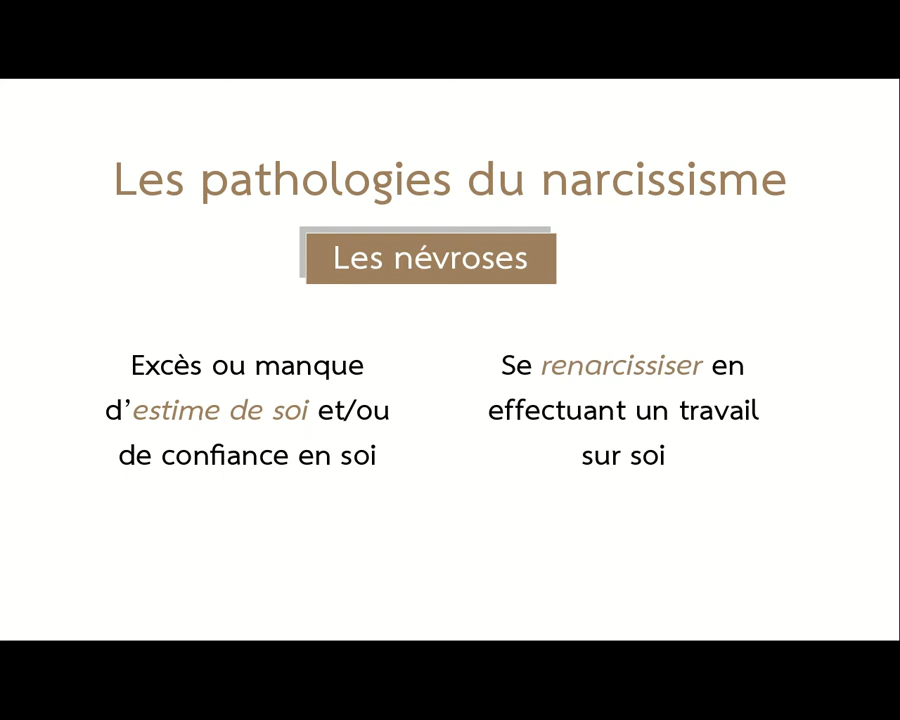 Les pathologies du narcissisme
Les névroses
Excès ou manque
d’estime de soi et/ou
de confiance en soi
Se renarcissiser en
effectuant un travail
sur soi